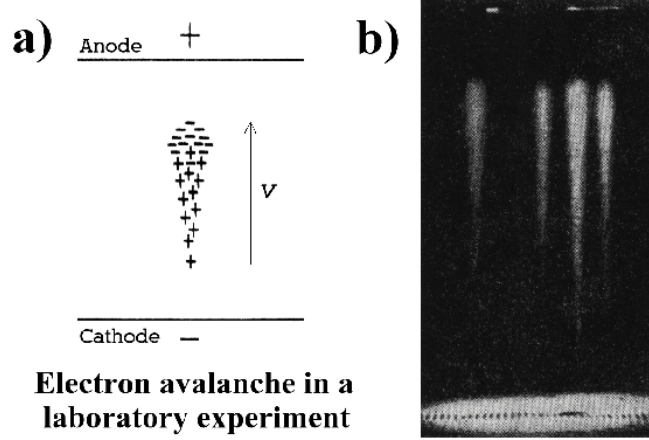 a)
Anode +
v
Cathode −
Electron avalanche in a
laboratory experiment
b)